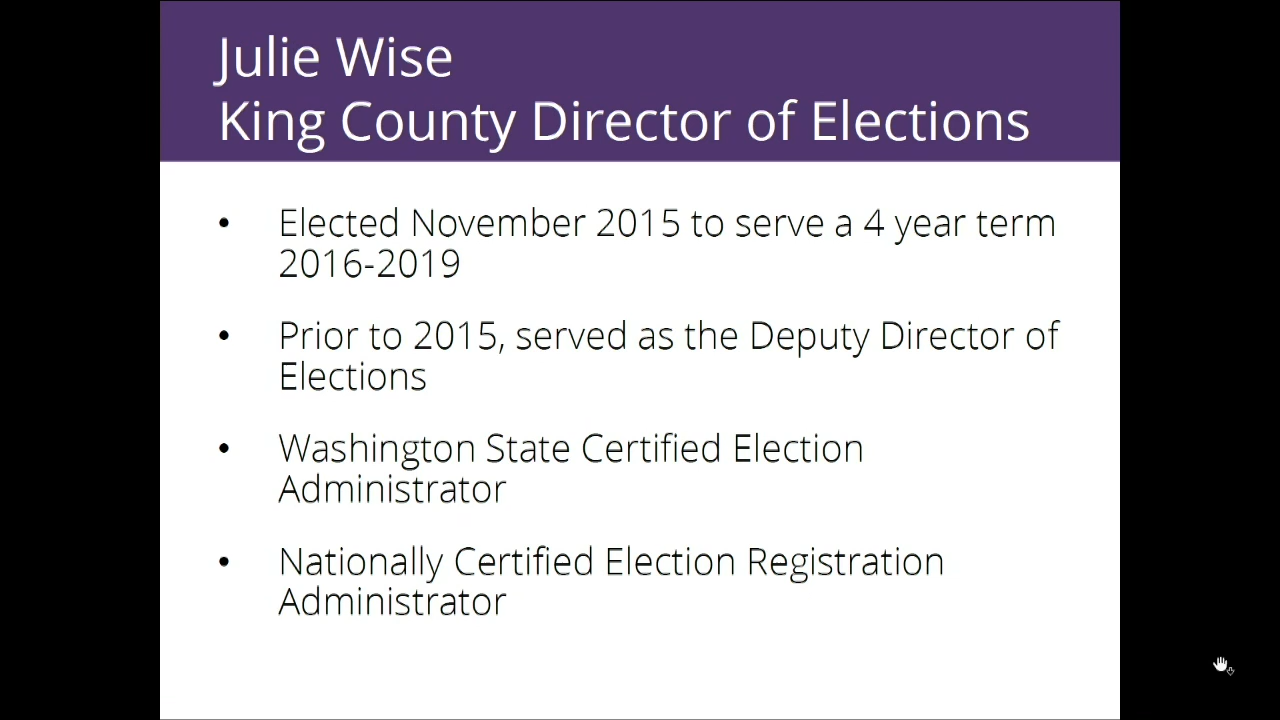 Julie Wise
King County Director of Elections
• Elected November 2015 to serve a 4 year term
2016-2019
• Prior to 2015, served as the Deputy Director of
Elections
• Washington State Certified Election
Administrator
• Nationally Certified Election Registration
Administrator